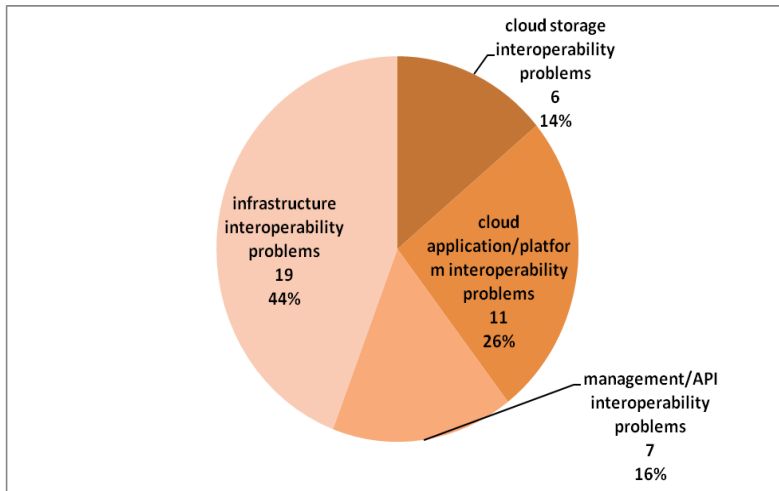 cloud storage
interoperability
problems
6
14%
infrastructure
interoperability
problems
19
44%
cloud
application/platfor
m interoperability
problems
11
26%
management/API
interoperability
problems
7
16%